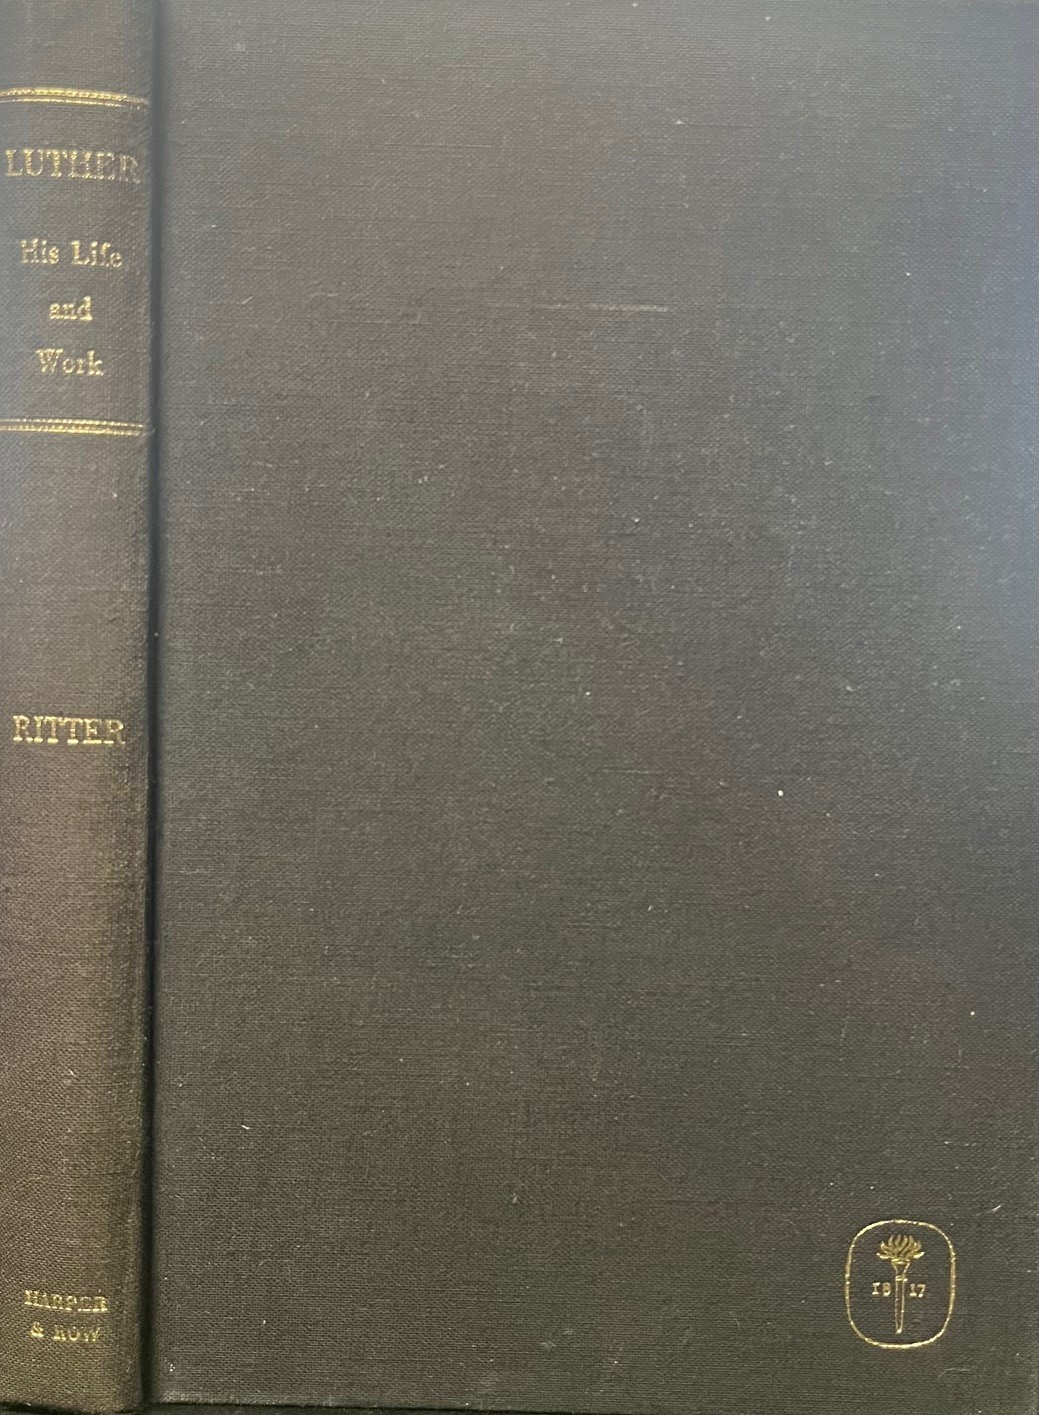 LUTHER
His Life
and
Work
RITTER
HARPER
& ROW
18 17